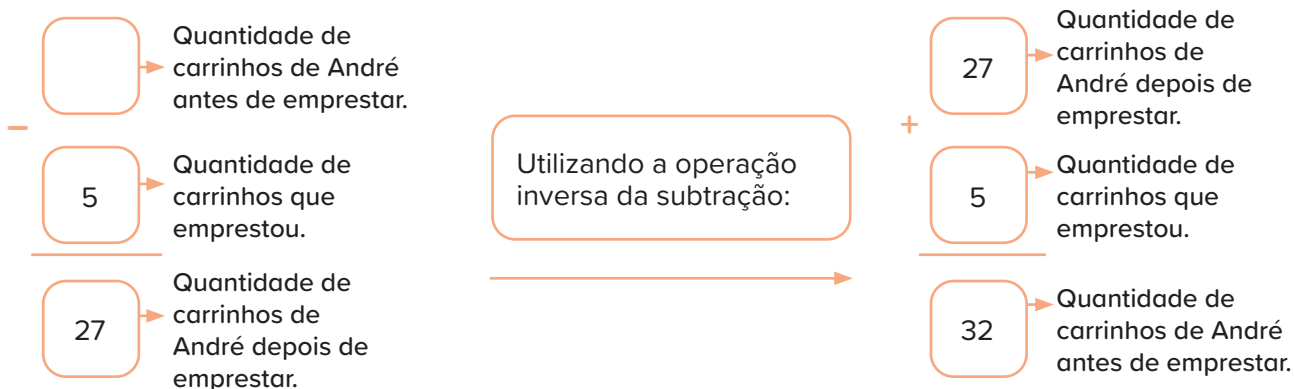 Quantidade de
carrinhos de André
antes de emprestar.
–
5
Quantidade de
carrinhos que
emprestou.
27
Quantidade de
carrinhos de
André depois de
emprestar.
Utilizando a operação
inversa da subtração:
27
Quantidade de
carrinhos de
André depois de
emprestar.
+
5
Quantidade de
carrinhos que
emprestou.
32
Quantidade de
carrinhos de André
antes de emprestar.